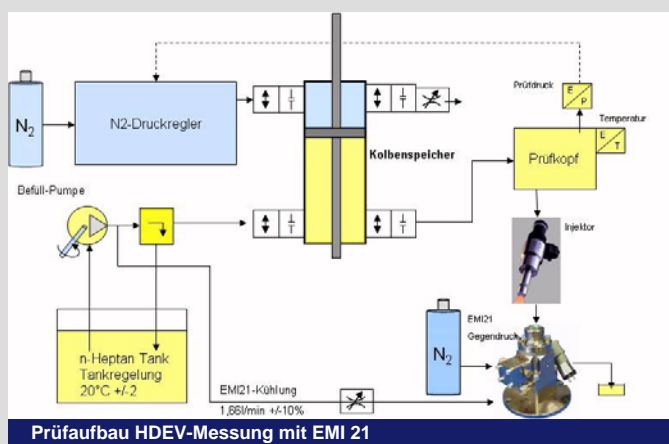 N2
N2-Druckregler
Kolbenspeicher
Prüfdruck
E
P
Temperatur
E
T
Prüfkopf
Injektor
Befüll-Pumpe
n-Heptan Tank
Tankregelung
20°C +/-2
EMI21-Kühlung
1,66l/min +/-10%
N2
EMI21
Gegendruck
Prüfaufbau HDEV-Messung mit EMI 21